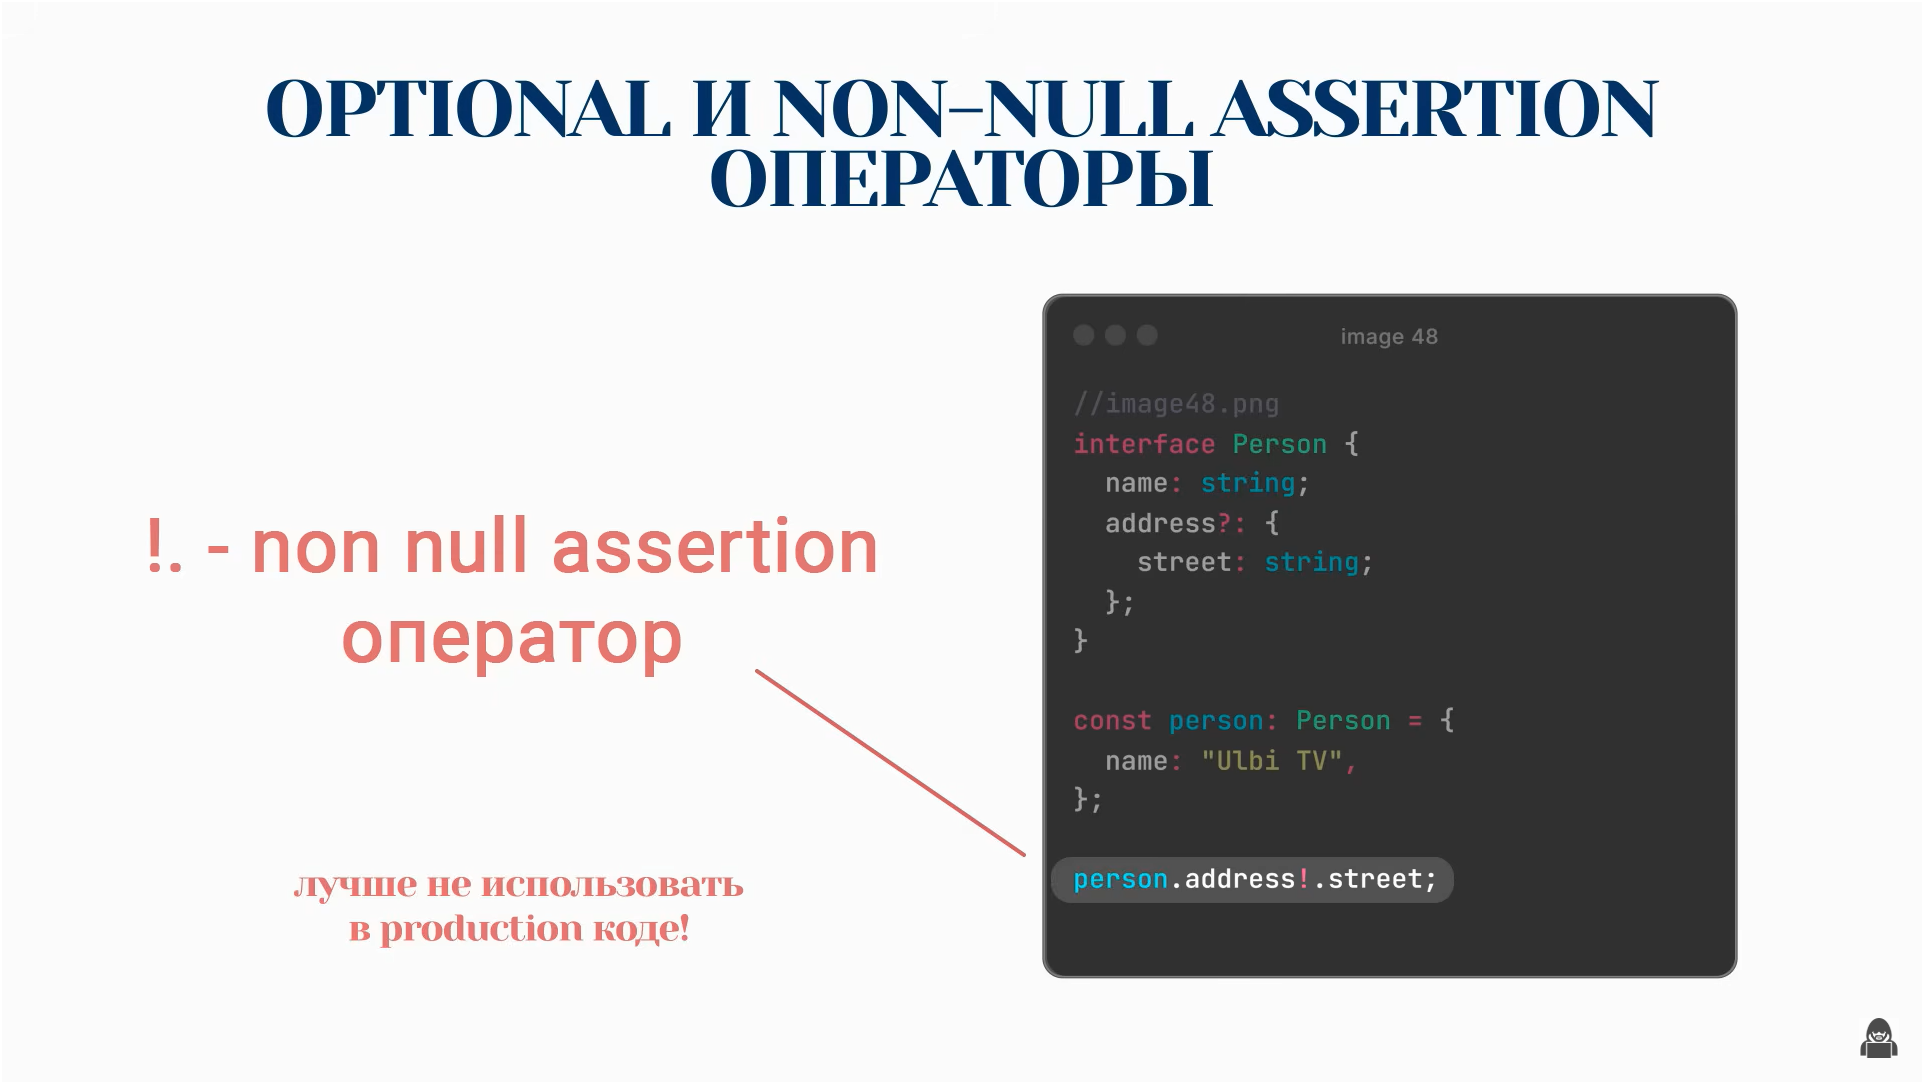 OPTIONAL И NON–NULL ASSERTION
ОПЕРАТОРЫ
!. - non null assertion
оператор
лучше не использовать
в production коде!
image 48
//image48.png
interface Person {
  name: string;
  address?: {
    street: string;
  };
}
const person: Person = {
  name: "Ulbi TV",
};
person.address!.street;